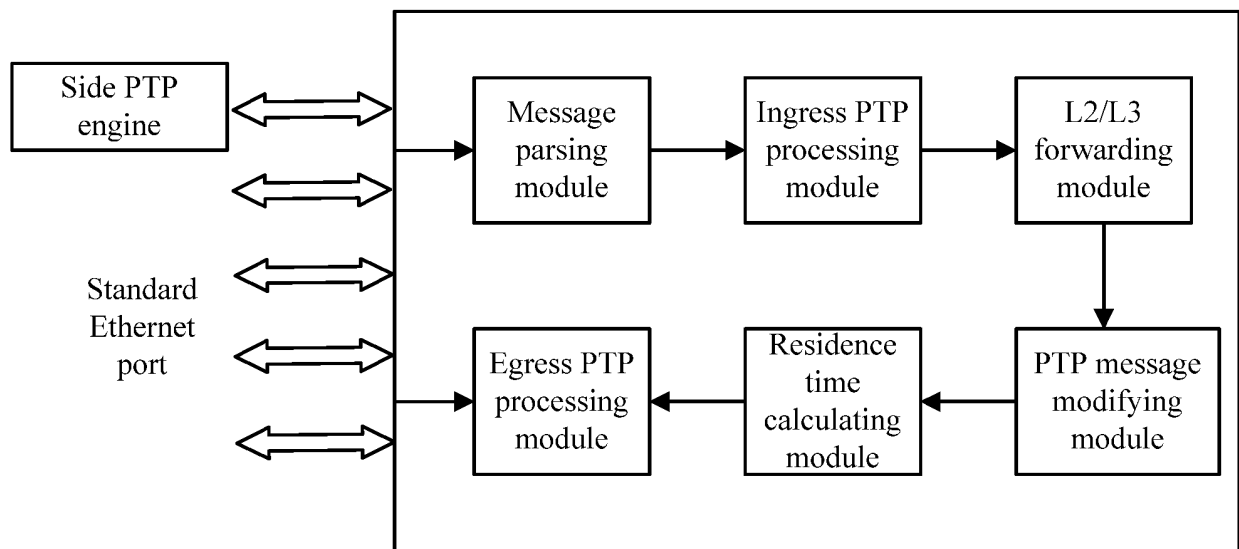 Side PTP
engine
Message
parsing
module
Ingress PTP
processing
module
L2/L3
forwarding
module
Standard
Ethernet
port
Egress PTP
processing
module
Residence
time
calculating
module
PTP message
modifying
module